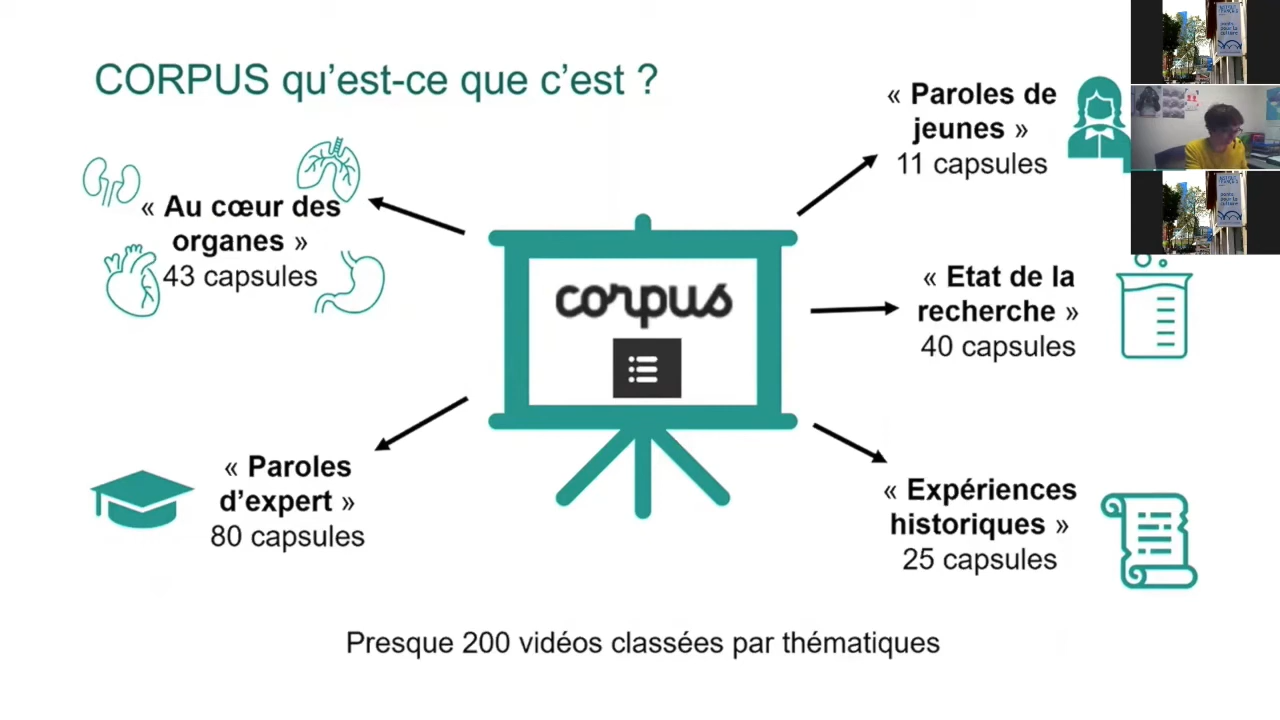 CORPUS qu’est-ce que c’est ?
« Au cœur des
organes »
43 capsules
« Paroles
d’expert »
80 capsules
corpus
« Paroles de
jeunes »
11 capsules
« Etat de la
recherche »
40 capsules
« Expériences
historiques »
25 capsules
Presque 200 vidéos classées par thématiques